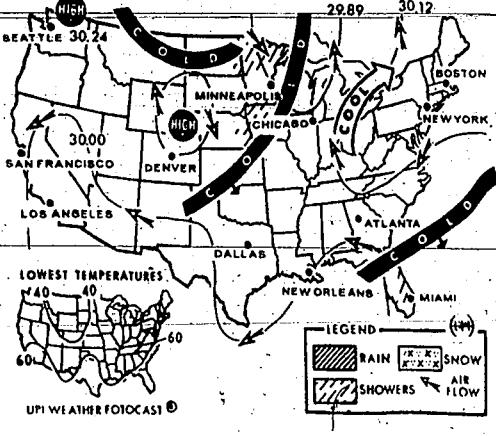 29.89 30.12
HIGH
SEATTLE 30.24
COLD
COLD
MINNEAPOLIS
BOSTON
COOL
HIGH
CHICAGO
NEW YORK
30.00
SAN FRANCISCO
DENVER
LOS ANGELES
ATLANTA
COLD
DALLAS
LOWEST TEMPERATURES
NEW ORLEANS
MIAMI
40 40
60
60
LEGEND
RAIN
SNOW
SHOWERS
AIR FLOW
UPI WEATHER FOTOCAST ®